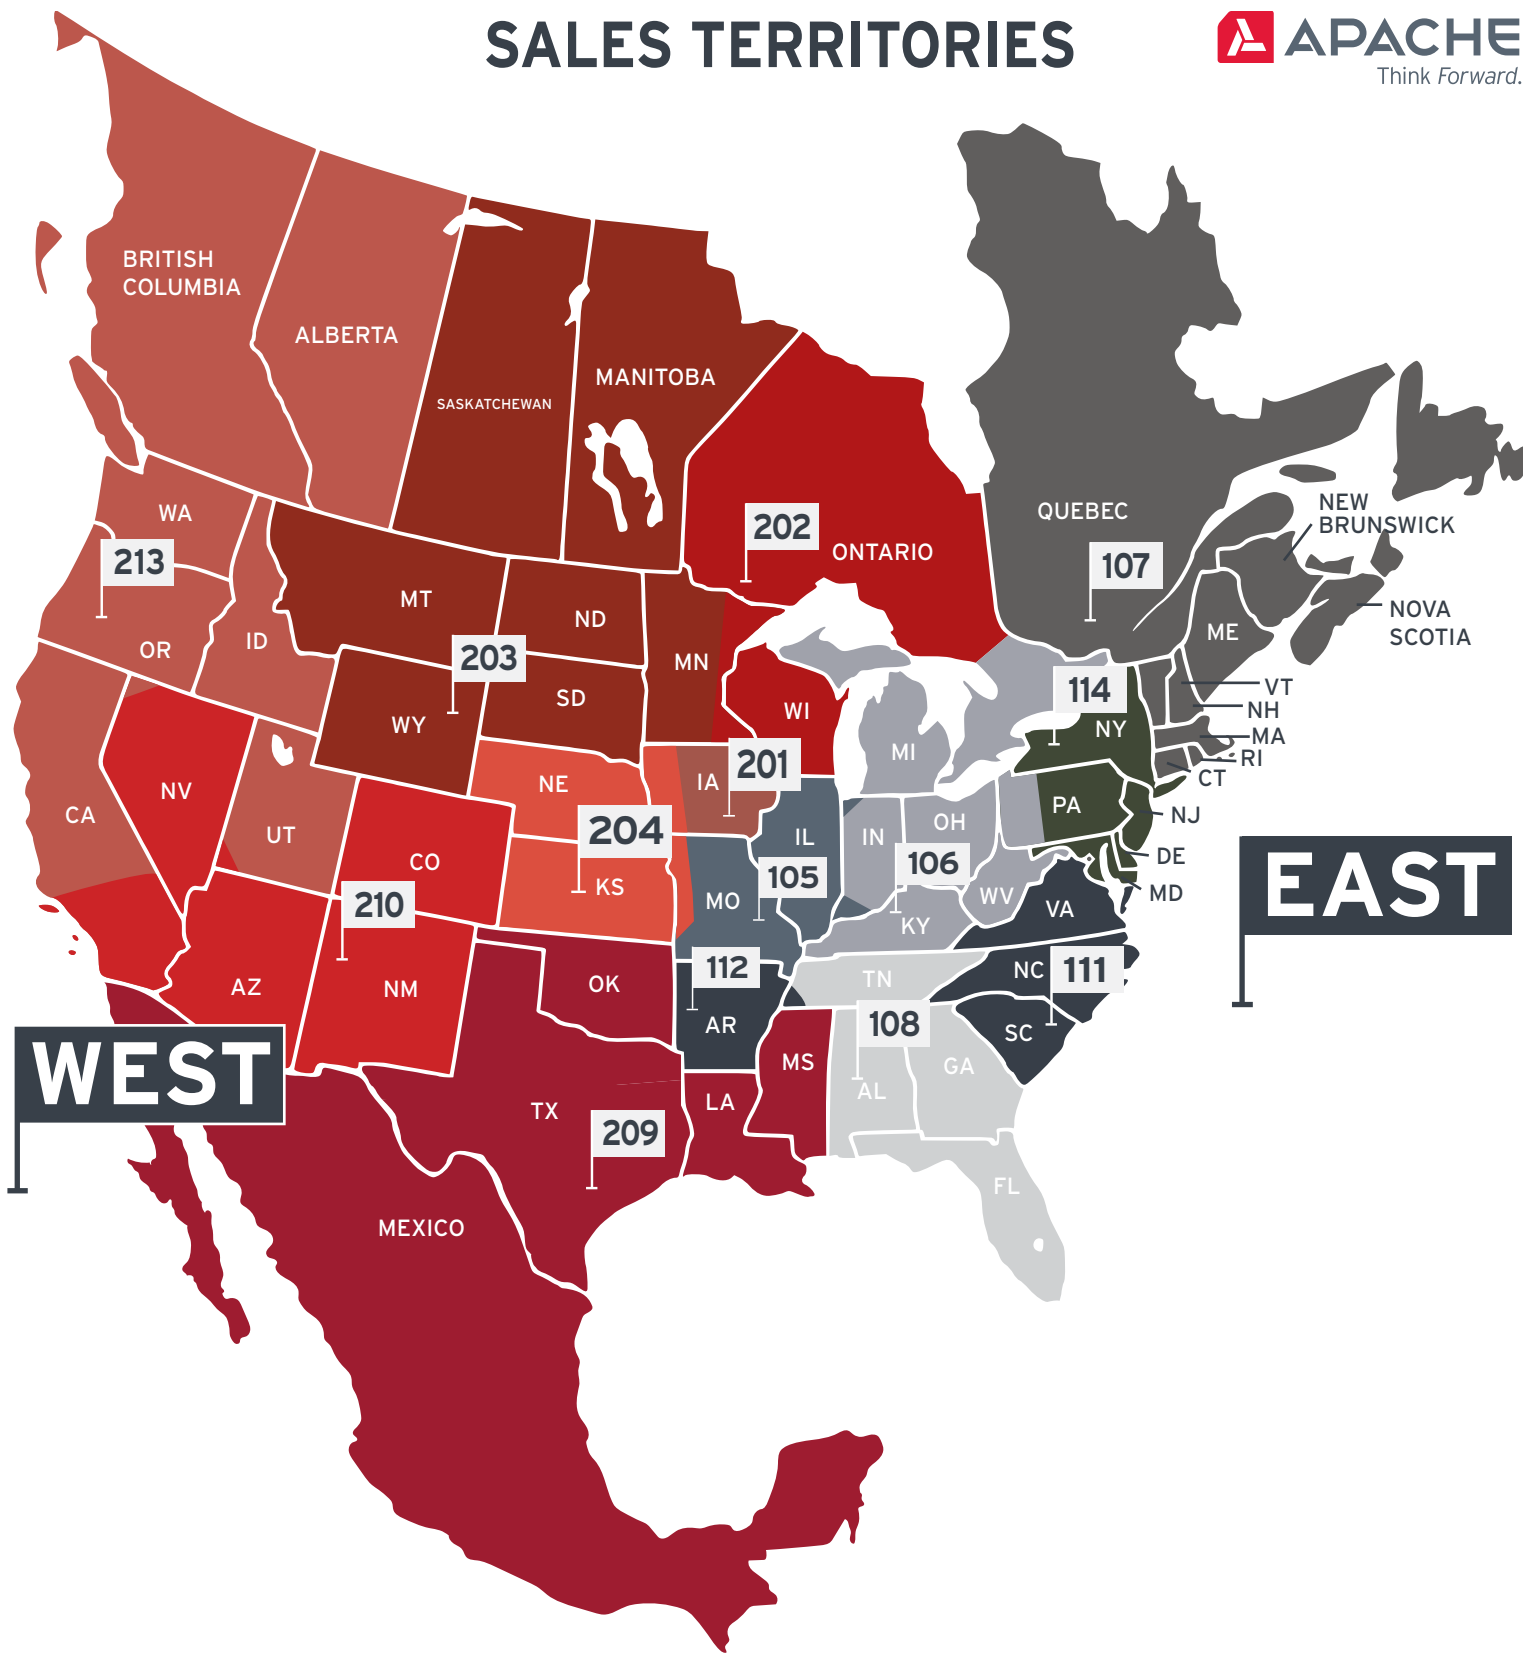 SALES TERRITORIES
APACHE
Think Forward.
BRITISH
COLUMBIA
ALBERTA
SASKATCHEWAN
MANITOBA
202
ONTARIO
QUEBEC
107
NEW
BRUNSWICK
NOVA
SCOTIA
WA
213
OR
ID
MT
203
ND
MN
SD
WY
WI
114
NY
ME
VT
NH
MA
RI
CT
NV
CA
UT
NE
204
IA
201
MI
PA
NJ
DE
MD
CO
KS
IL
105
IN
OH
106
MO
WV
KY
VA
EAST
210
AZ
NM
OK
112
AR
TN
NC
111
SC
108
MS
AL
GA
WEST
TX
LA
209
FL
MEXICO